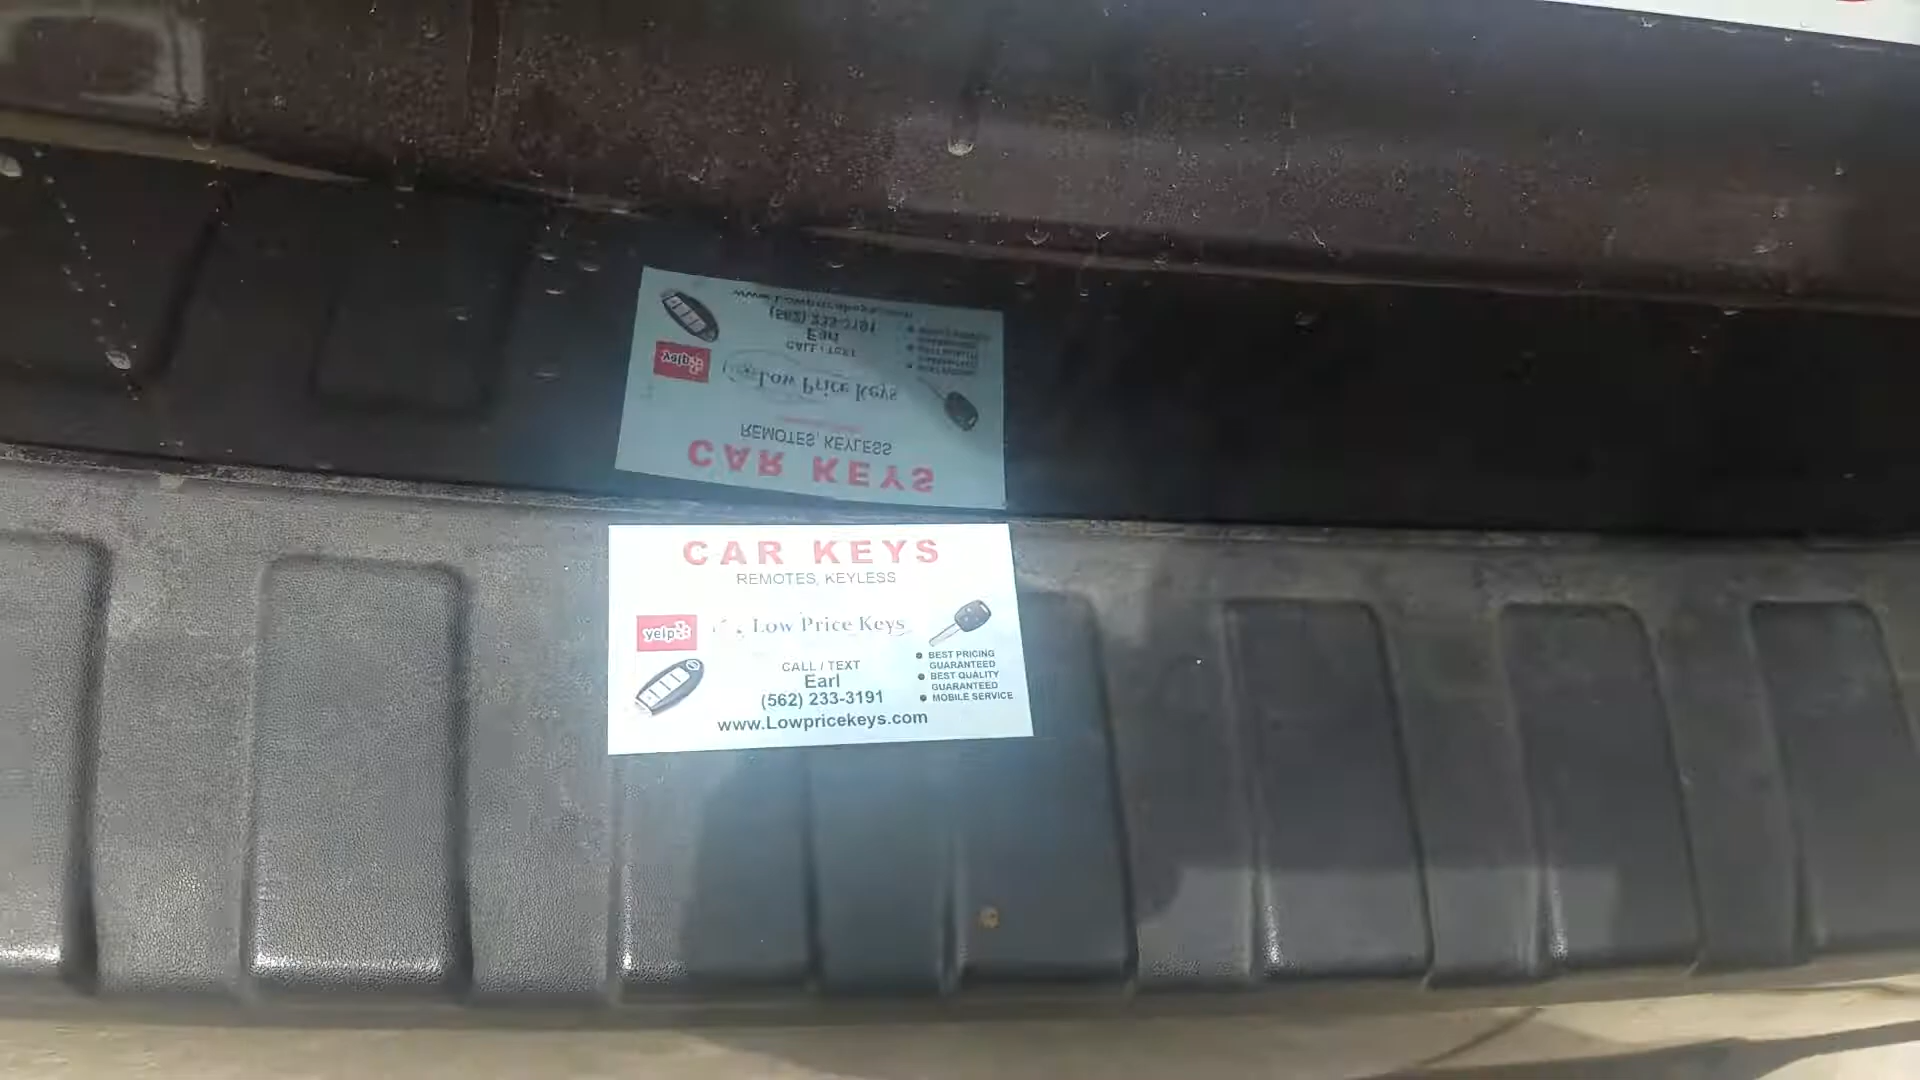 CAR KEYS
REMOTES, KEYLESS
yelp
Low Price Keys
CALL / TEXT
Earl
(562) 233-3191
www.Lowpricekeys.com
● BEST PRICING
GUARANTEED
● BEST QUALITY
GUARANTEED
● MOBILE SERVICE